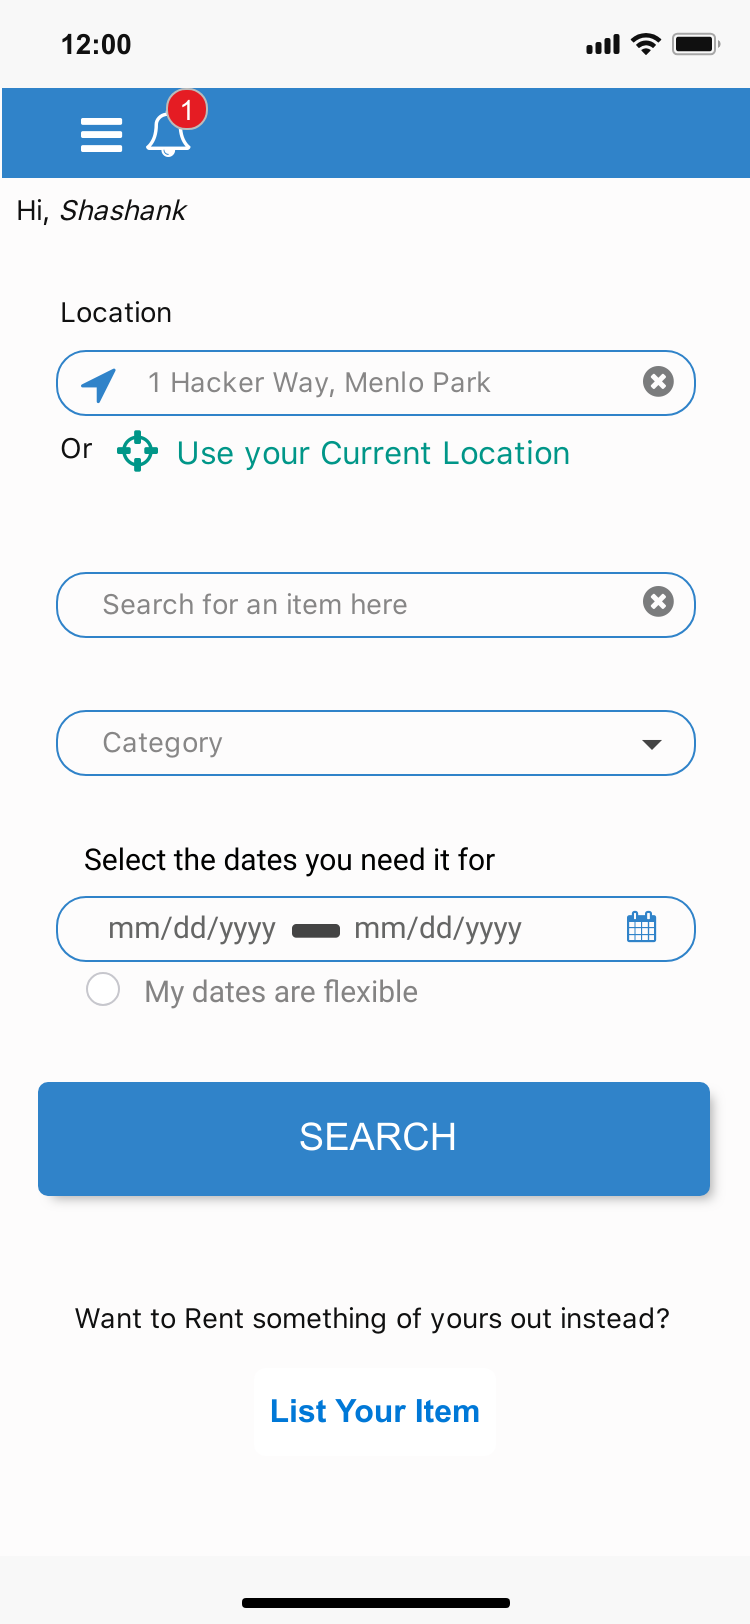 12:00
1
Hi, Shashank
Location
1 Hacker Way, Menlo Park
Or Use your Current Location
Search for an item here
Category
Select the dates you need it for
mm/dd/yyyy mm/dd/yyyy
My dates are flexible
SEARCH
Want to Rent something of yours out instead?
List Your Item